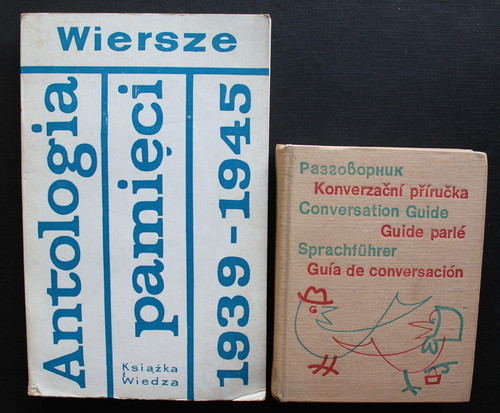 Wiersze
Antologia
pamięci
1939-1945
Książka
i Wiedza
Разговорник
Konverzační příručka
Conversation Guide
Guide parlé
Sprachführer
Guía de conversación